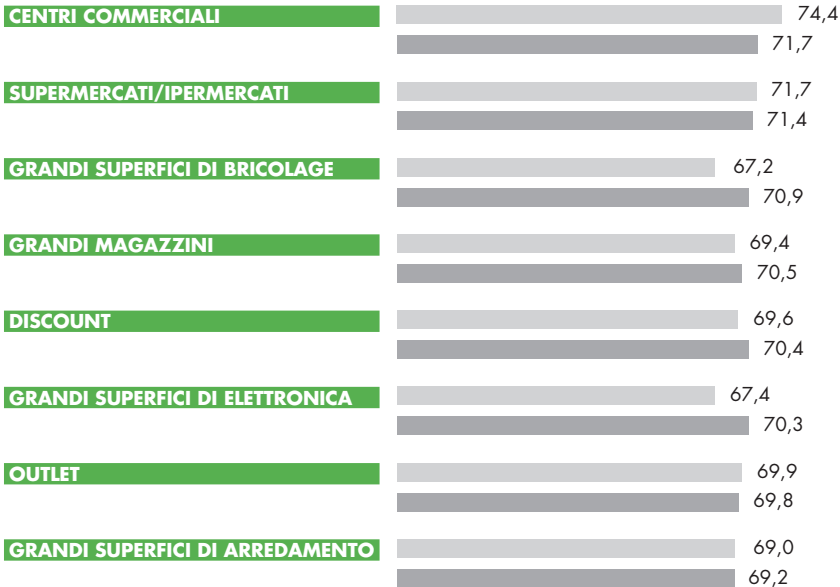 CENTRI COMMERCIALI 74,4
71,7
SUPERMERCATI/IPERMERCATI 71,7
71,4
GRANDI SUPERFICI DI BRICOLAGE 67,2
70,9
GRANDI MAGAZZINI 69,4
70,5
DISCOUNT 69,6
70,4
GRANDI SUPERFICI DI ELETTRONICA 67,4
70,3
OUTLET 69,9
69,8
GRANDI SUPERFICI DI ARREDAMENTO 69,0
69,2